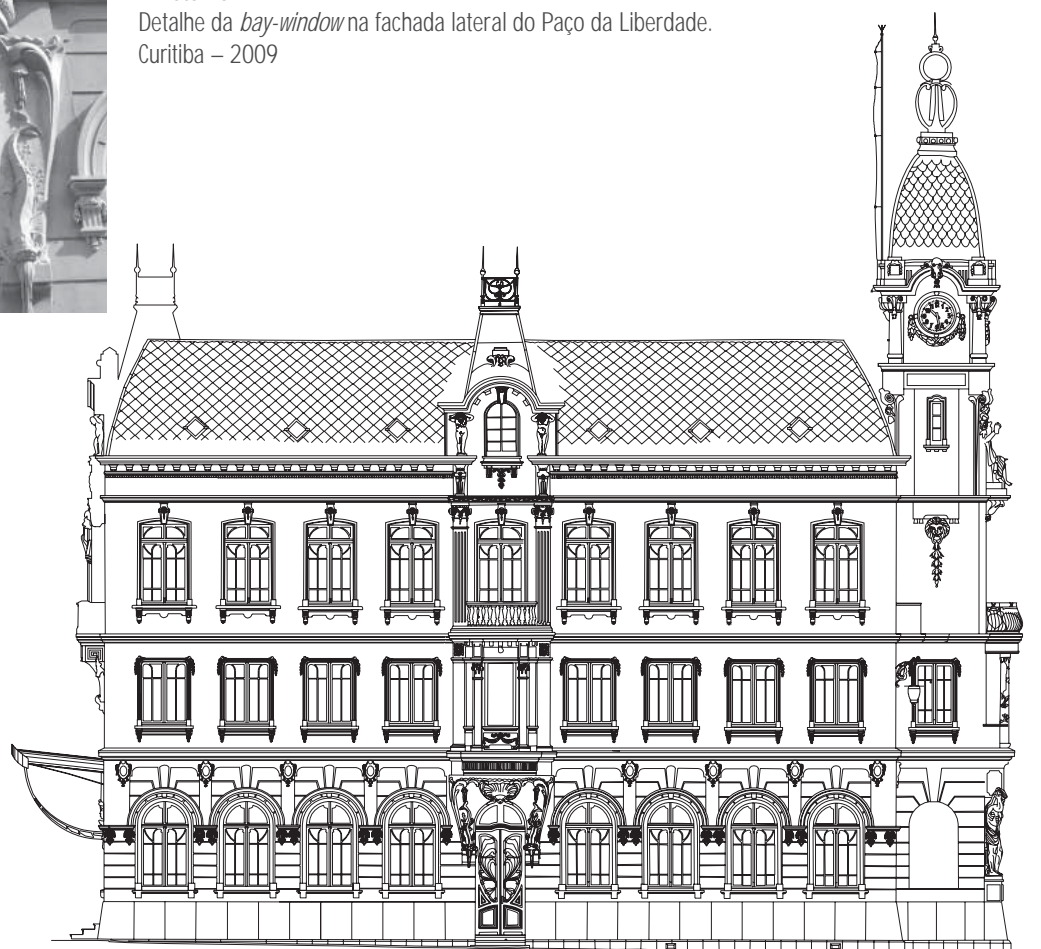 Detalhe da bay-window na fachada lateral do Paço da Liberdade.
Curitiba – 2009